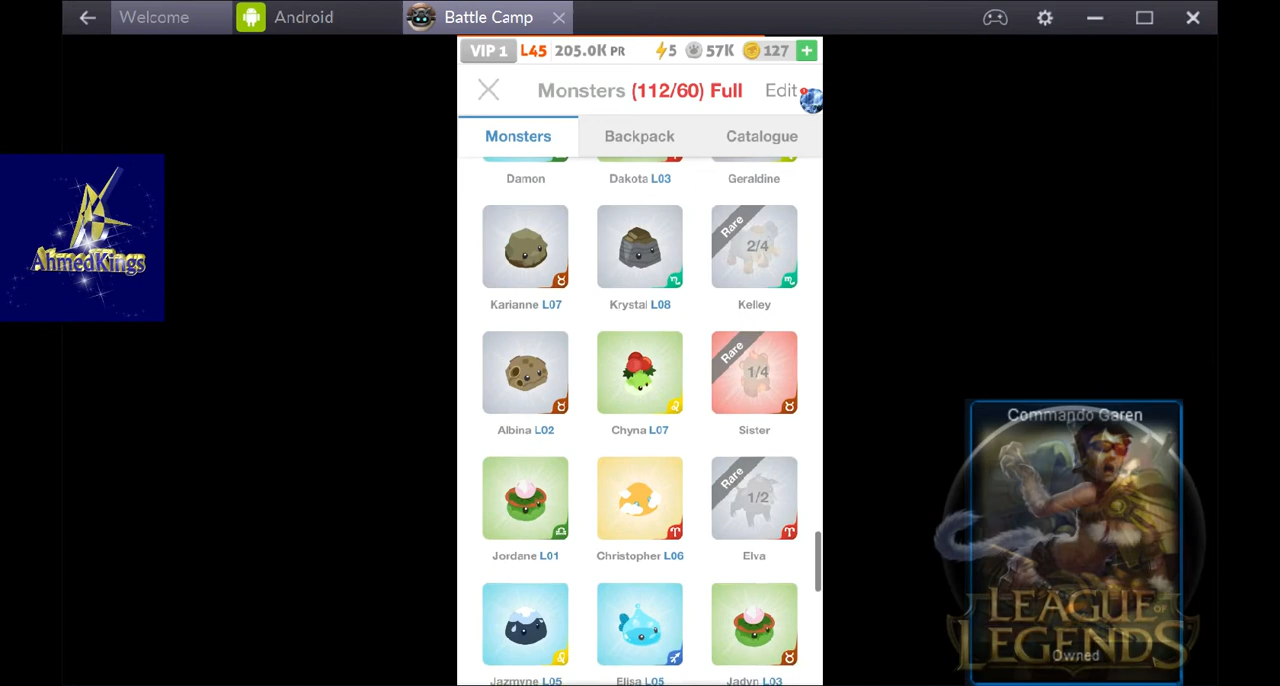 Welcome Android Battle Camp
VIP 1 L45 205.0K PR 5 57K 127 +
Monsters (112/60) Full Edit
Monsters Backpack Catalogue
Damon Dakota L03 Geraldine
Rare
2/4
Karianne L07 Krystal L08 Kelley
Rare
1/4
Albina L02 Chyna L07 Sister
Rare
1/2
Jordane L01 Christopher L06 Elva
Jazmyne L05 Elisa L05 Jadyn L03
AhmedKings
Commando Garen
LEAGUE OF
LEGENDS
Owned